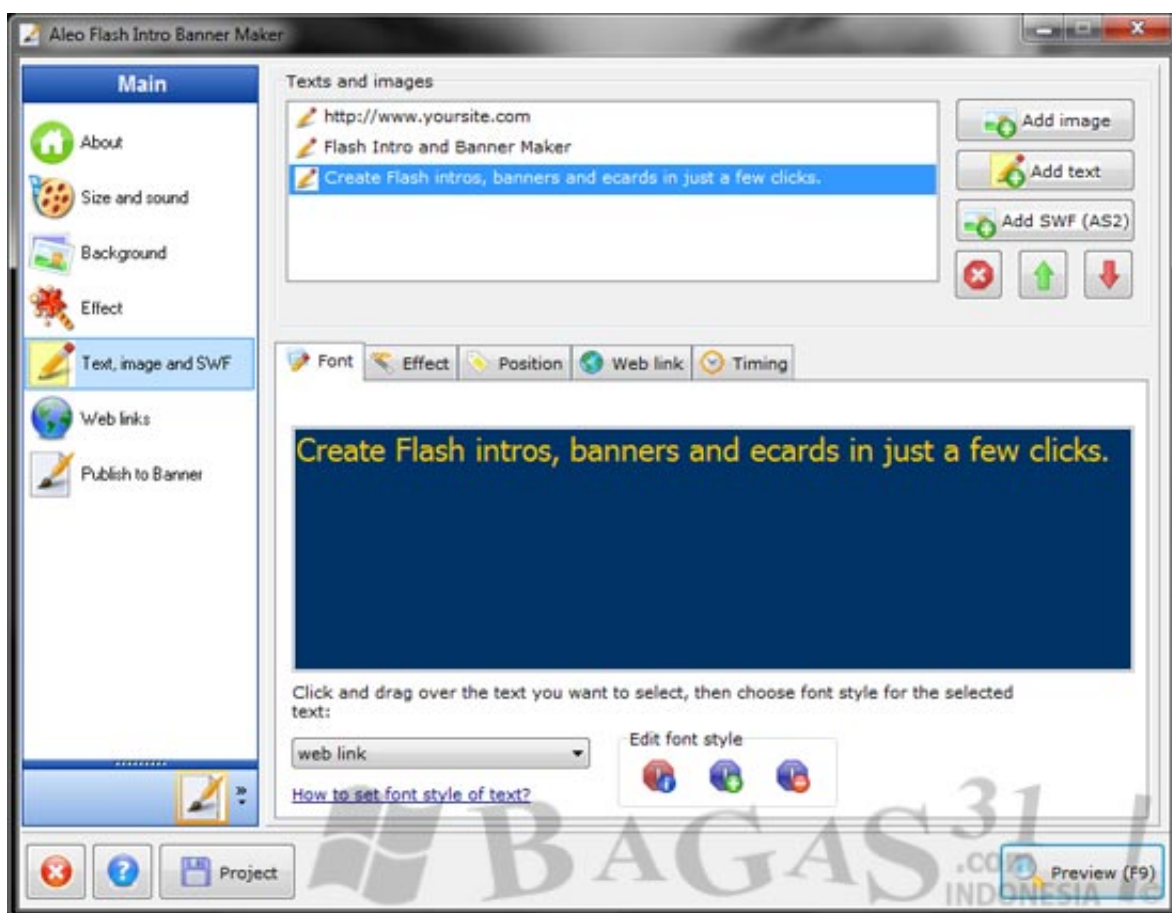 Aleo Flash Intro Banner Maker
Main
About
Size and sound
Background
Effect
Text, image and SWF
Web links
Publish to Banner
Texts and images
http://www.yoursite.com
Flash Intro and Banner Maker
Create Flash intros, banners and ecards in just a few clicks.
Add image
Add text
Add SWF (AS2)
Font
Effect
Position
Web link
Timing
Create Flash intros, banners and ecards in just a few clicks.
Click and drag over the text you want to select, then choose font style for the selected
text:
web link
Edit font style
How to set font style of text?
Project
Preview (F9)
BAGAS31
.com
INDONESIA